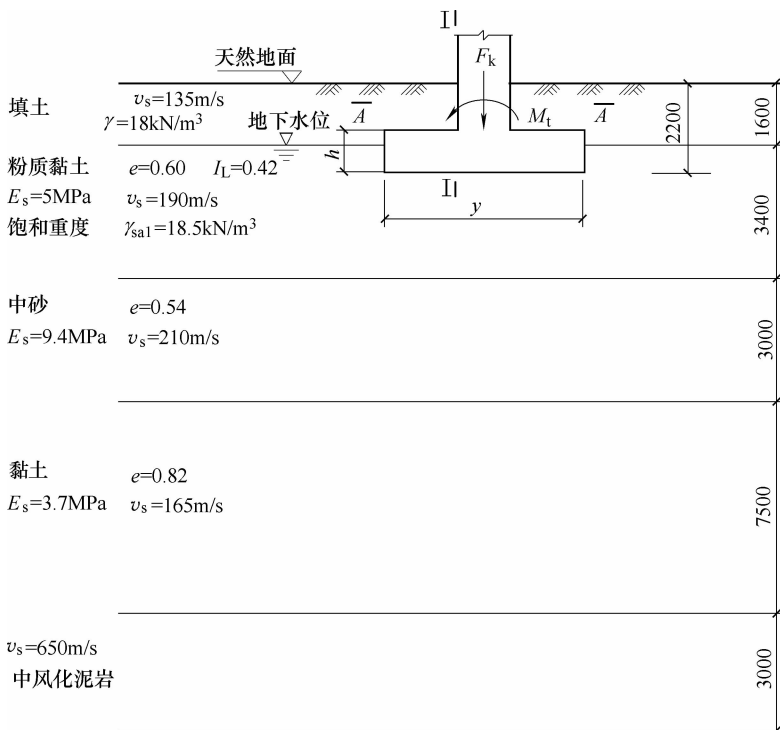 I
天然地面
F_k
填土
v_s=135m/s
γ=18kN/m³
地下水位
A
M_t
A
2200
1600
粉质黏土
e=0.60
I_L=0.42
h
E_s=5MPa
v_s=190m/s
I
饱和重度
γ_sa1=18.5kN/m³
y
3400
中砂
e=0.54
E_s=9.4MPa
v_s=210m/s
3000
黏土
e=0.82
E_s=3.7MPa
v_s=165m/s
7500
v_s=650m/s
中风化泥岩
3000